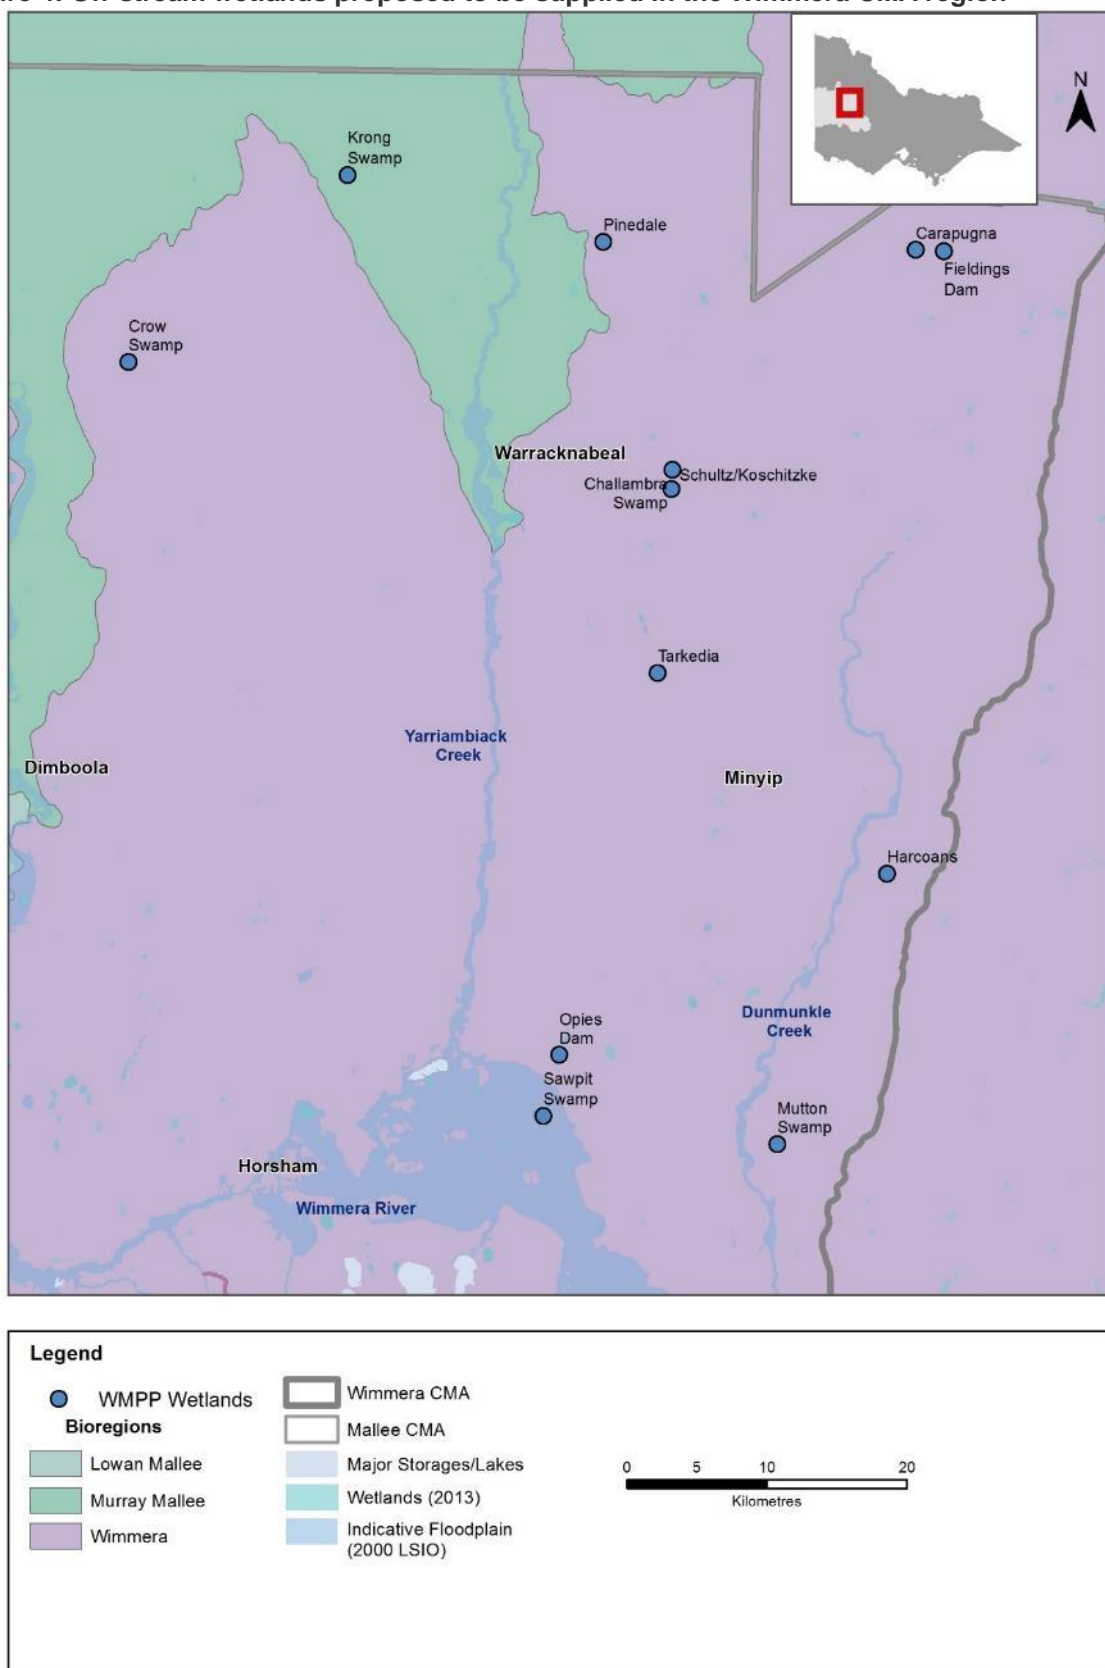 N
Krong
Swamp
Pinedale
Carapugna
Fieldings
Dam
Crow
Swamp
Warracknabeal
Schultz/Koschitzke
Challambra
Swamp
Tarkedia
Yarriambiack
Creek
Dimboola
Minyip
Harcoans
Dunmunkle
Creek
Opies
Dam
Sawpit
Swamp
Mutton
Swamp
Horsham
Wimmera River
Legend
WMPP Wetlands
Bioregions
Lowan Mallee
Murray Mallee
Wimmera
Wimmera CMA
Mallee CMA
Major Storages/Lakes
Wetlands (2013)
Indicative Floodplain
(2000 LSIO)
0 5 10 20
Kilometres